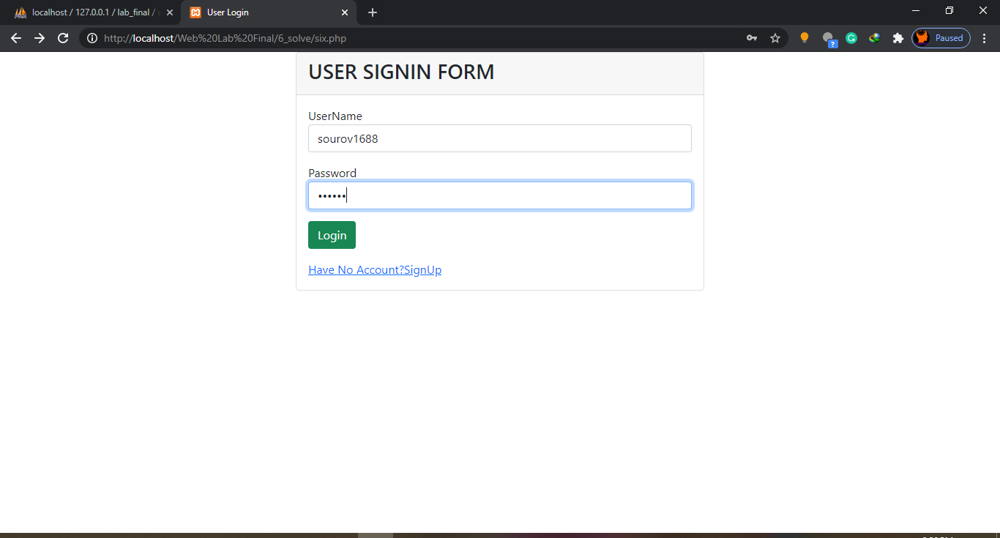 localhost / 127.0.0.1 / lab_final /
User Login
http://localhost/Web%20Lab%20Final/6_solve/six.php
?
Paused
USER SIGNIN FORM
UserName
sourov1688
Password
••••••
Login
Have No Account?SignUp